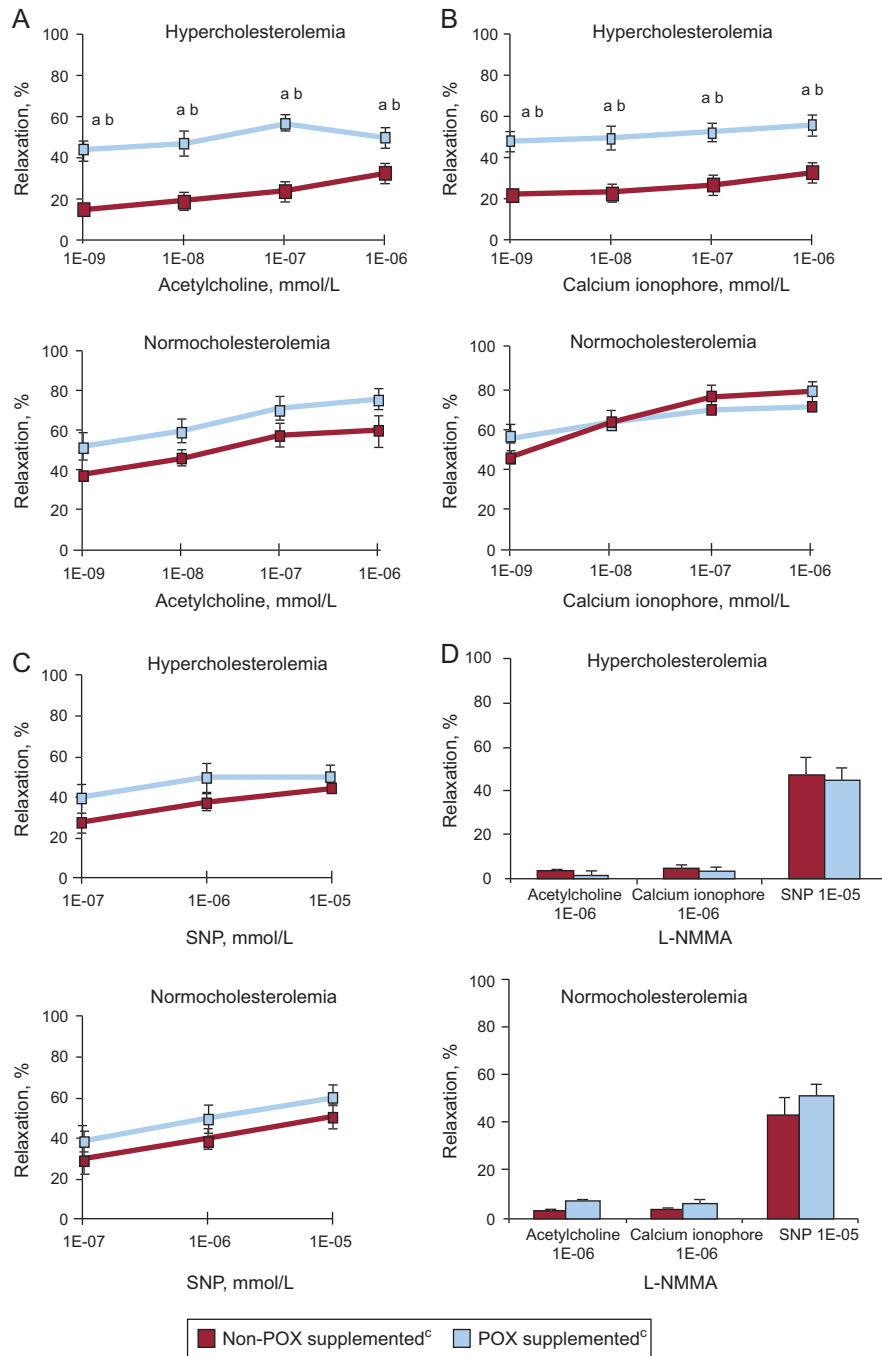 A
Hypercholesterolemia
Relaxation, %
100
80
60
40
20
0
a b
a b
a b
a b
1E-09
1E-08
1E-07
1E-06
Acetylcholine, mmol/L
Normocholesterolemia
Relaxation, %
100
80
60
40
20
0
1E-09
1E-08
1E-07
1E-06
Acetylcholine, mmol/L
B
Hypercholesterolemia
Relaxation, %
100
80
60
40
20
0
a b
a b
a b
a b
1E-09
1E-08
1E-07
1E-06
Calcium ionophore, mmol/L
Normocholesterolemia
Relaxation, %
100
80
60
40
20
0
1E-09
1E-08
1E-07
1E-06
Calcium ionophore, mmol/L
C
Hypercholesterolemia
Relaxation, %
100
80
60
40
20
0
1E-07
1E-06
1E-05
SNP, mmol/L
Normocholesterolemia
Relaxation, %
100
80
60
40
20
0
1E-07
1E-06
1E-05
SNP, mmol/L
D
Hypercholesterolemia
Relaxation, %
100
80
60
40
20
0
Acetylcholine
1E-06
Calcium ionophore
1E-06
SNP 1E-05
L-NMMA
Normocholesterolemia
Relaxation, %
100
80
60
40
20
0
Acetylcholine
1E-06
Calcium ionophore
1E-06
SNP 1E-05
L-NMMA
Non-POX supplementedᶜ
POX supplementedᶜ